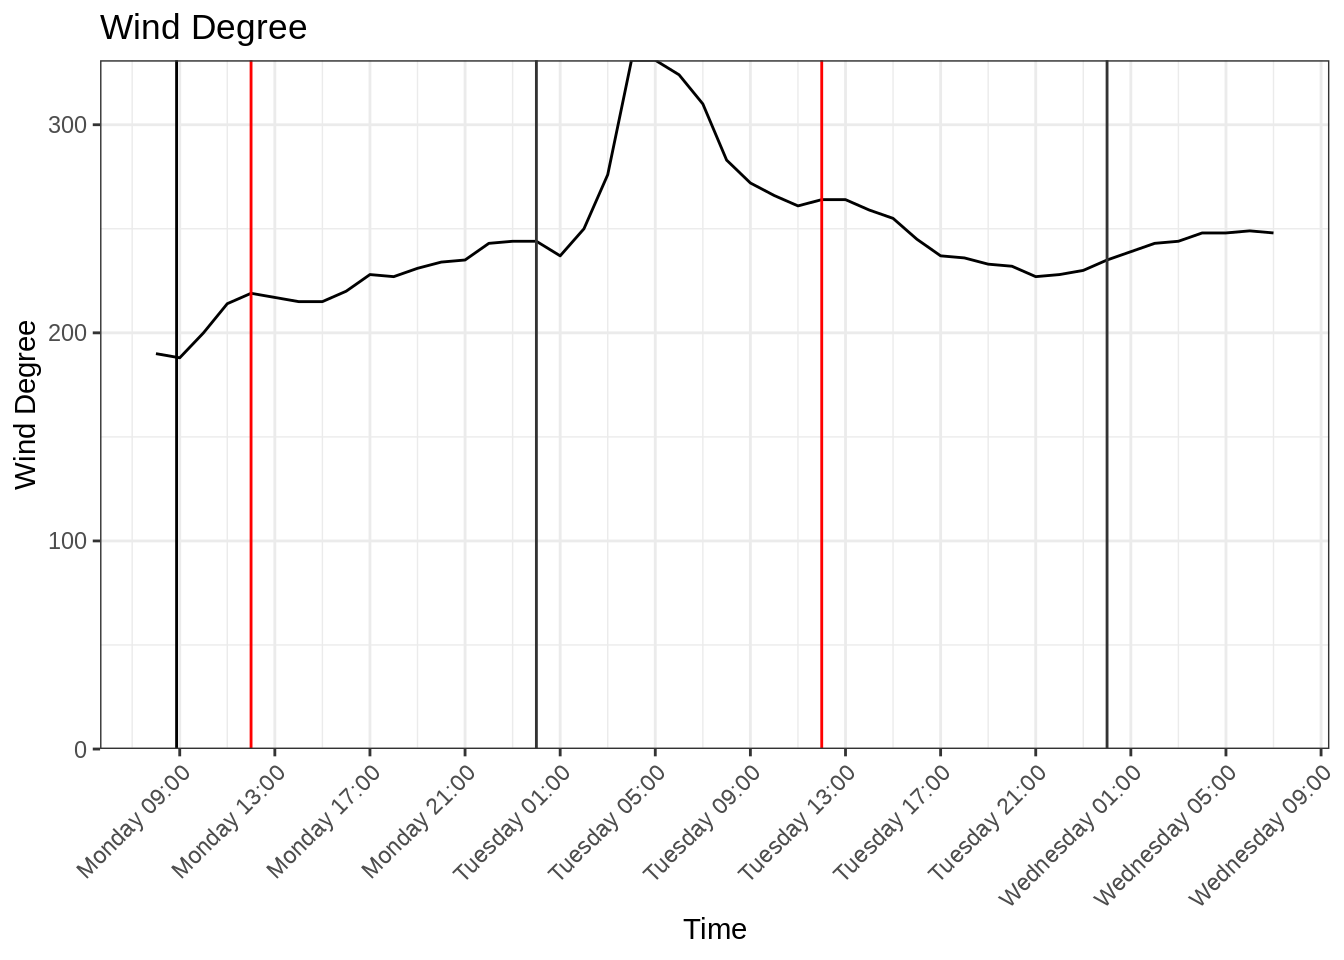 Wind Degree
Wind Degree
300
200
100
0
Monday 09:00
Monday 13:00
Monday 17:00
Monday 21:00
Tuesday 01:00
Tuesday 05:00
Tuesday 09:00
Tuesday 13:00
Tuesday 17:00
Tuesday 21:00
Wednesday 01:00
Wednesday 05:00
Wednesday 09:00
Time